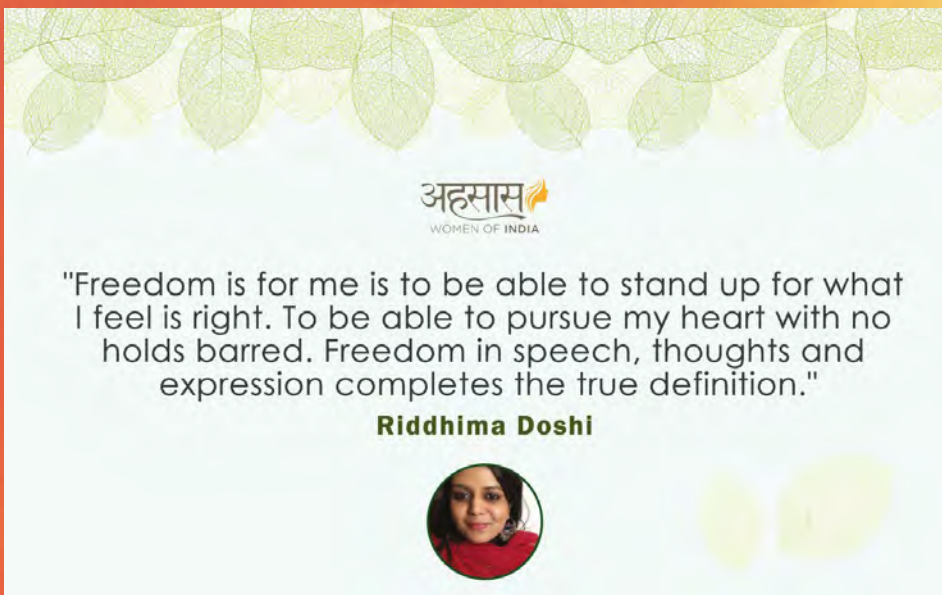 अहसास
WOMEN OF INDIA
"Freedom is for me is to be able to stand up for what
I feel is right. To be able to pursue my heart with no
holds barred. Freedom in speech, thoughts and
expression completes the true definition."
Riddhima Doshi